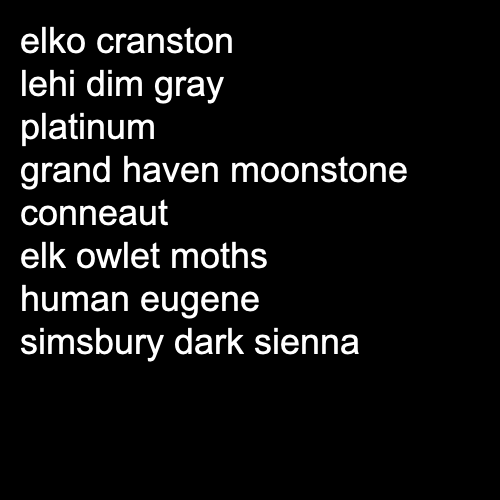 elko cranston
lehi dim gray
platinum
grand haven moonstone
conneaut
elk owlet moths
human eugene
simsbury dark sienna